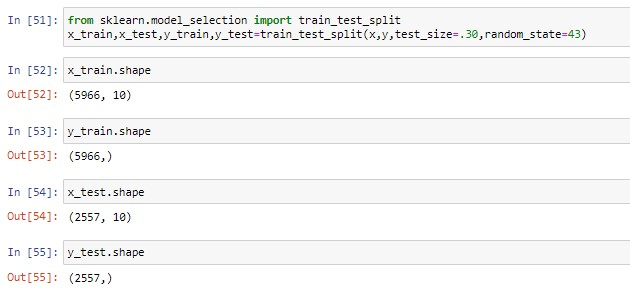 In [51]: from sklearn.model_selection import train_test_split
x_train,x_test,y_train,y_test=train_test_split(x,y,test_size=.30,random_state=43)
In [52]: x_train.shape
Out[52]: (5966, 10)
In [53]: y_train.shape
Out[53]: (5966,)
In [54]: x_test.shape
Out[54]: (2557, 10)
In [55]: y_test.shape
Out[55]: (2557,)